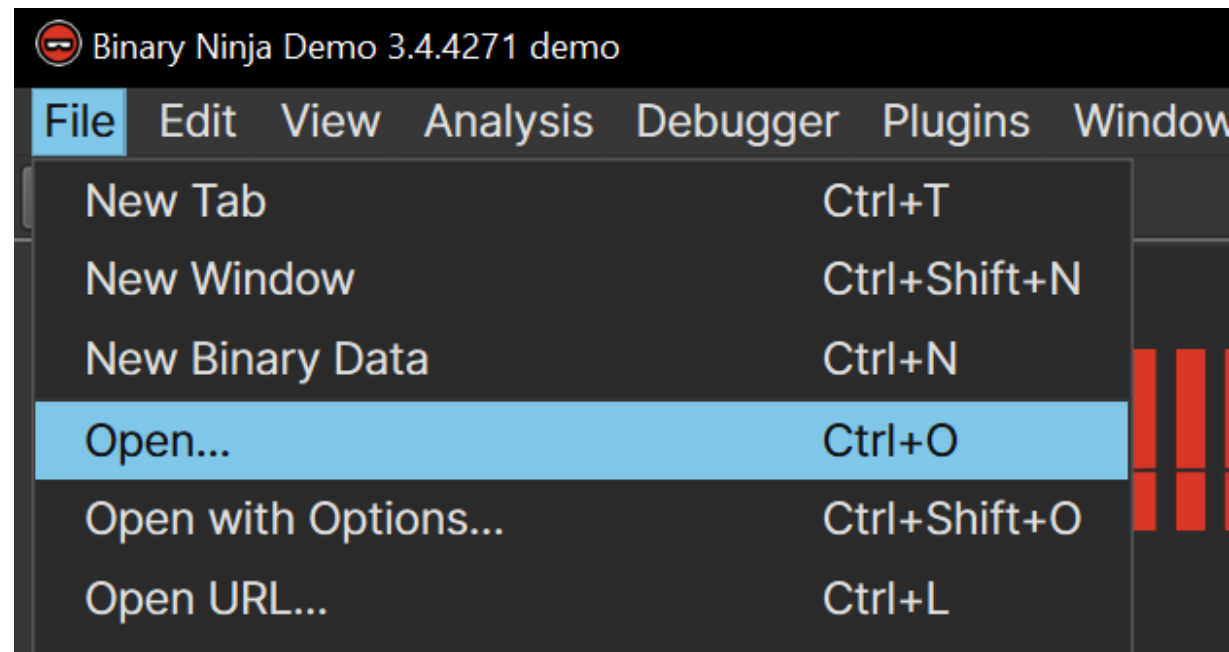 Binary Ninja Demo 3.4.4271 demo
File Edit View Analysis Debugger Plugins Window
New Tab Ctrl+T
New Window Ctrl+Shift+N
New Binary Data Ctrl+N
Open... Ctrl+O
Open with Options... Ctrl+Shift+O
Open URL... Ctrl+L